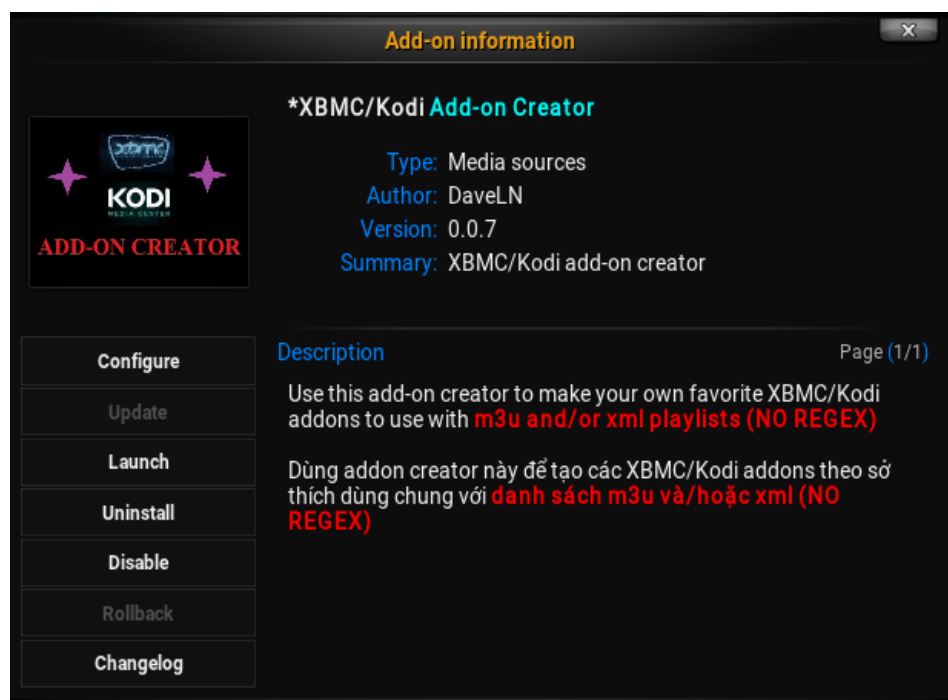 Add-on information
x
*XBMC/Kodi Add-on Creator
xbmc
KODI
MEDIA CENTER
ADD-ON CREATOR
Type: Media sources
Author: DaveLN
Version: 0.0.7
Summary: XBMC/Kodi add-on creator
Configure
Update
Launch
Uninstall
Disable
Rollback
Changelog
Description
Page (1/1)
Use this add-on creator to make your own favorite XBMC/Kodi
addons to use with m3u and/or xml playlists (NO REGEX)
Dùng addon creator này để tạo các XBMC/Kodi addons theo sở
thích dùng chung với danh sách m3u và/hoặc xml (NO
REGEX)